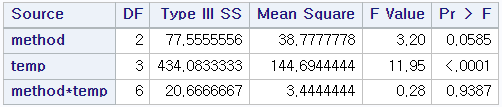 Source DF Type III SS Mean Square F Value Pr > F
method 2 77,5555556 38,7777778 3,20 0,0585
temp 3 434,0833333 144,6944444 11,95 <,0001
method*temp 6 20,6666667 3,4444444 0,28 0,9387